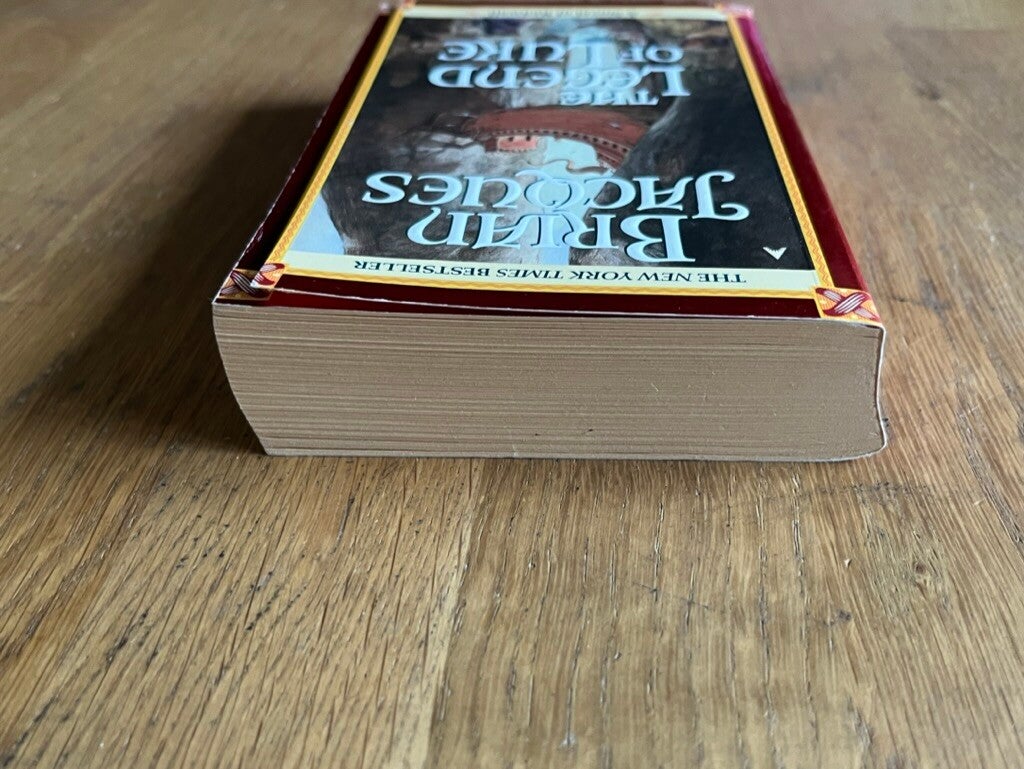 THE NEW YORK TIMES BESTSELLER
BRIAN
JACQUES
THE
LEGEND
OF LUKE